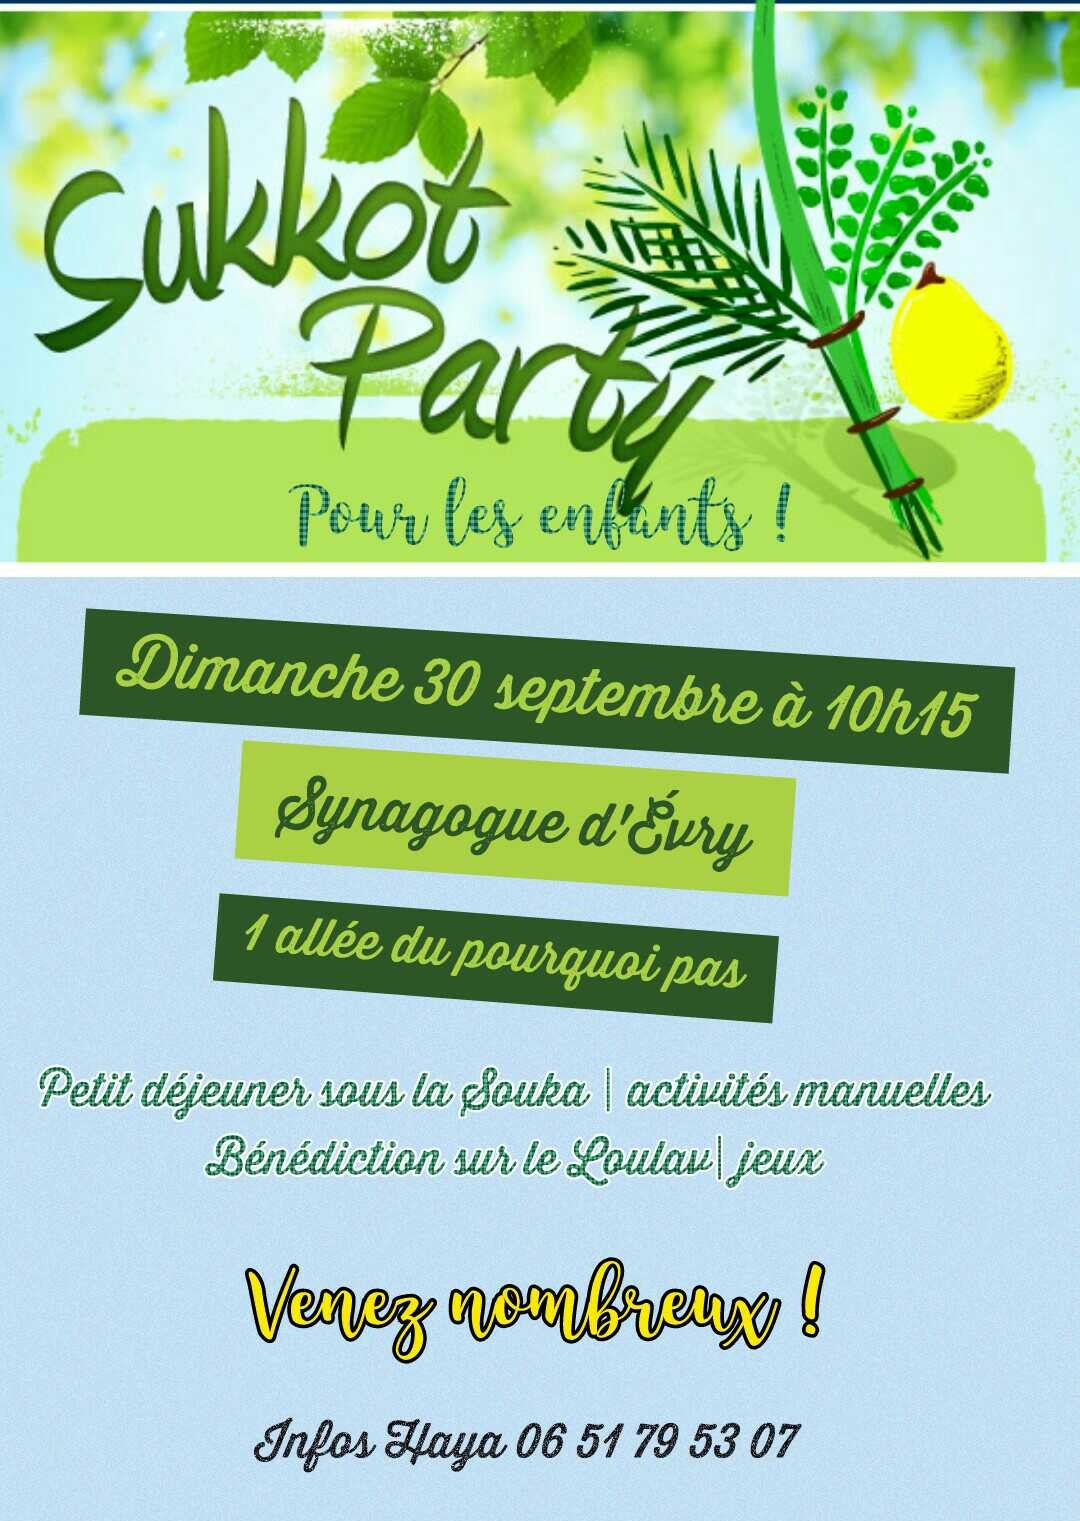 Sukkot
Party
Pour les enfants !
Dimanche 30 septembre à 10h15
Synagogue d'Évry
1 allée du pourquoi pas
Petit déjeuner sous la Souka | activités manuelles
Bénédiction sur le Loulav| jeux
Venez nombreux !
Infos Haya 06 51 79 53 07